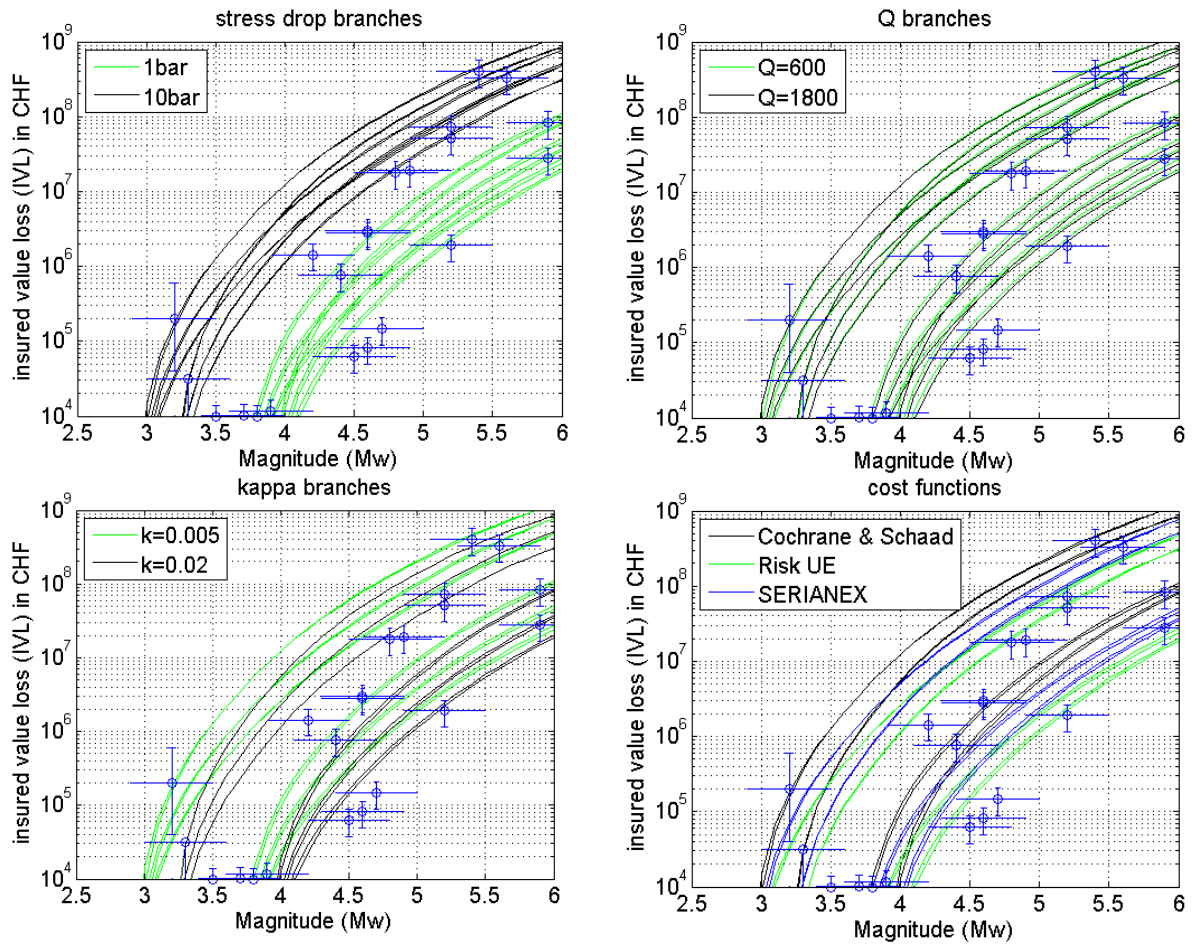 stress drop branches
10^9
10^8
10^7
10^6
10^5
10^4
insured value loss (IVL) in CHF
1bar
10bar
2.5 3 3.5 4 4.5 5 5.5 6
Magnitude (Mw)
Q branches
10^9
10^8
10^7
10^6
10^5
10^4
insured value loss (IVL) in CHF
Q=600
Q=1800
2.5 3 3.5 4 4.5 5 5.5 6
Magnitude (Mw)
kappa branches
10^9
10^8
10^7
10^6
10^5
10^4
insured value loss (IVL) in CHF
k=0.005
k=0.02
2.5 3 3.5 4 4.5 5 5.5 6
Magnitude (Mw)
cost functions
10^9
10^8
10^7
10^6
10^5
10^4
insured value loss (IVL) in CHF
Cochrane & Schaad
Risk UE
SERIANEX
2.5 3 3.5 4 4.5 5 5.5 6
Magnitude (Mw)